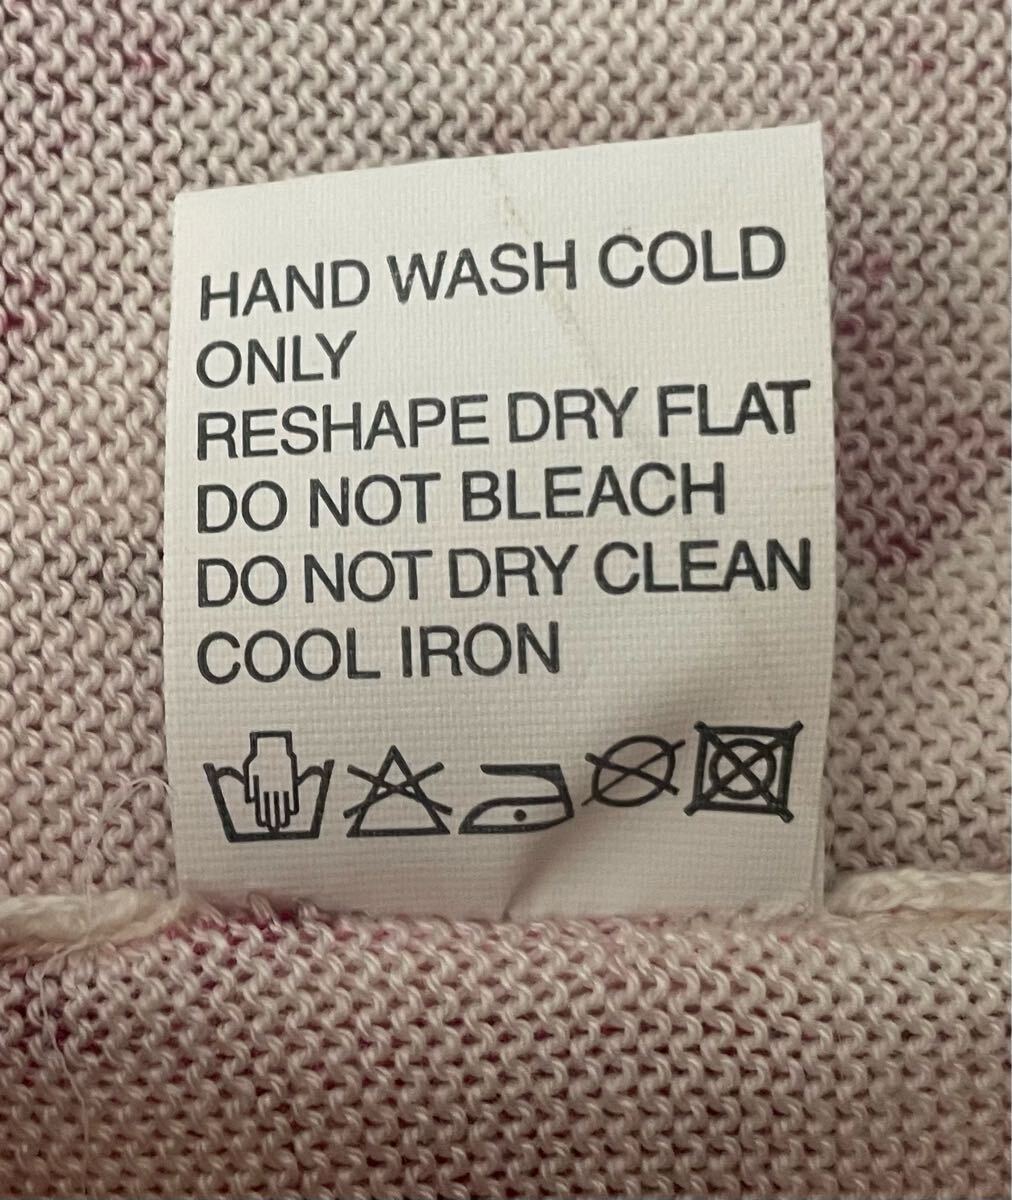 HAND WASH COLD
ONLY
RESHAPE DRY FLAT
DO NOT BLEACH
DO NOT DRY CLEAN
COOL IRON